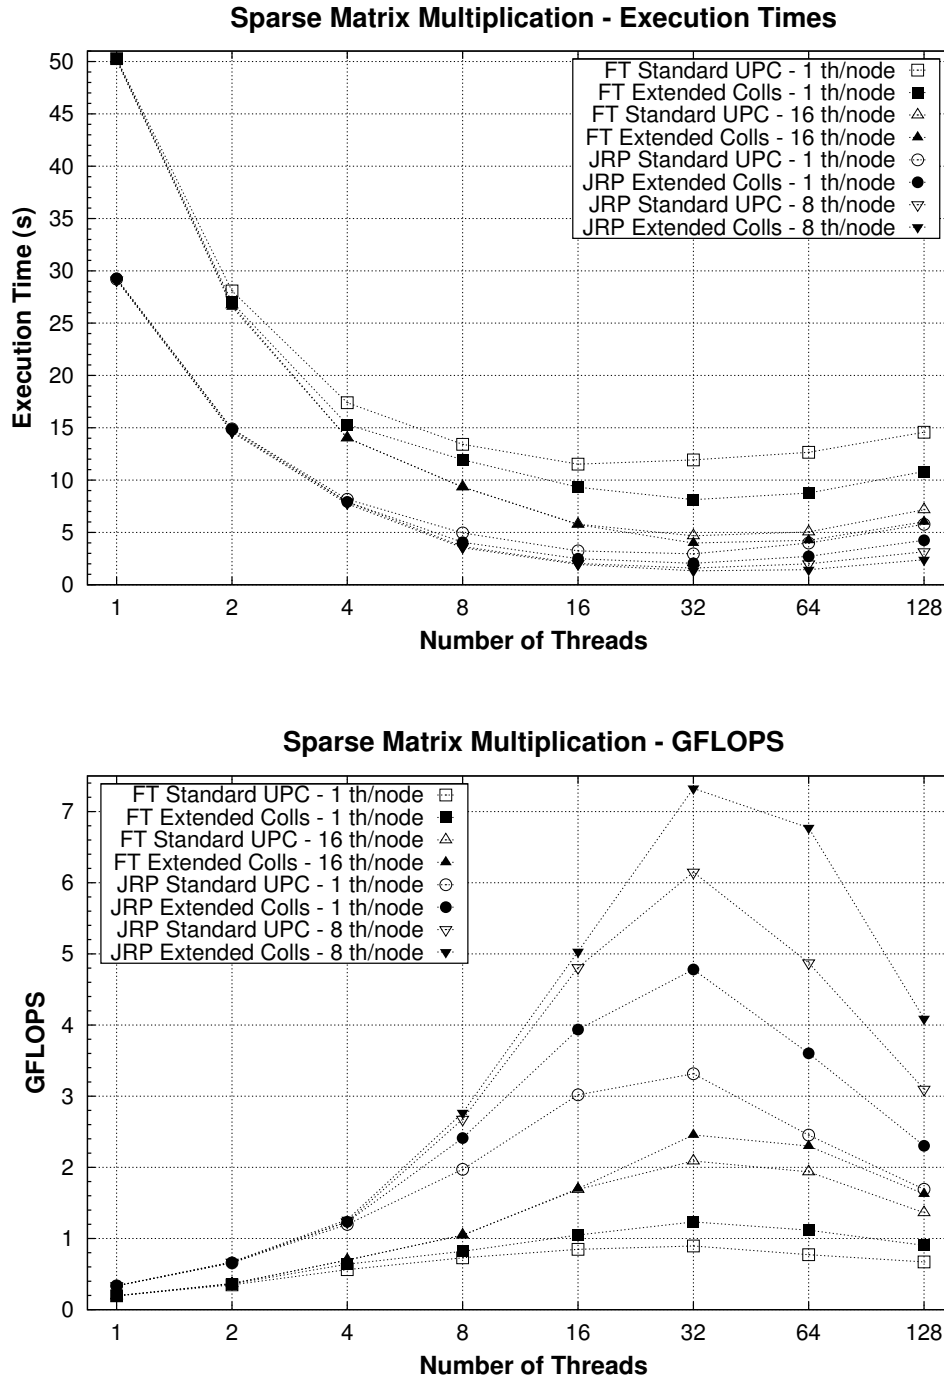 Sparse Matrix Multiplication - Execution Times
50
45
40
35
30
25
20
15
10
5
0
Execution Time (s)
FT Standard UPC - 1 th/node
FT Extended Colls - 1 th/node
FT Standard UPC - 16 th/node
FT Extended Colls - 16 th/node
JRP Standard UPC - 1 th/node
JRP Extended Colls - 1 th/node
JRP Standard UPC - 8 th/node
JRP Extended Colls - 8 th/node
1 2 4 8 16 32 64 128
Number of Threads
Sparse Matrix Multiplication - GFLOPS
7
6
5
4
3
2
1
0
GFLOPS
FT Standard UPC - 1 th/node
FT Extended Colls - 1 th/node
FT Standard UPC - 16 th/node
FT Extended Colls - 16 th/node
JRP Standard UPC - 1 th/node
JRP Extended Colls - 1 th/node
JRP Standard UPC - 8 th/node
JRP Extended Colls - 8 th/node
1 2 4 8 16 32 64 128
Number of Threads